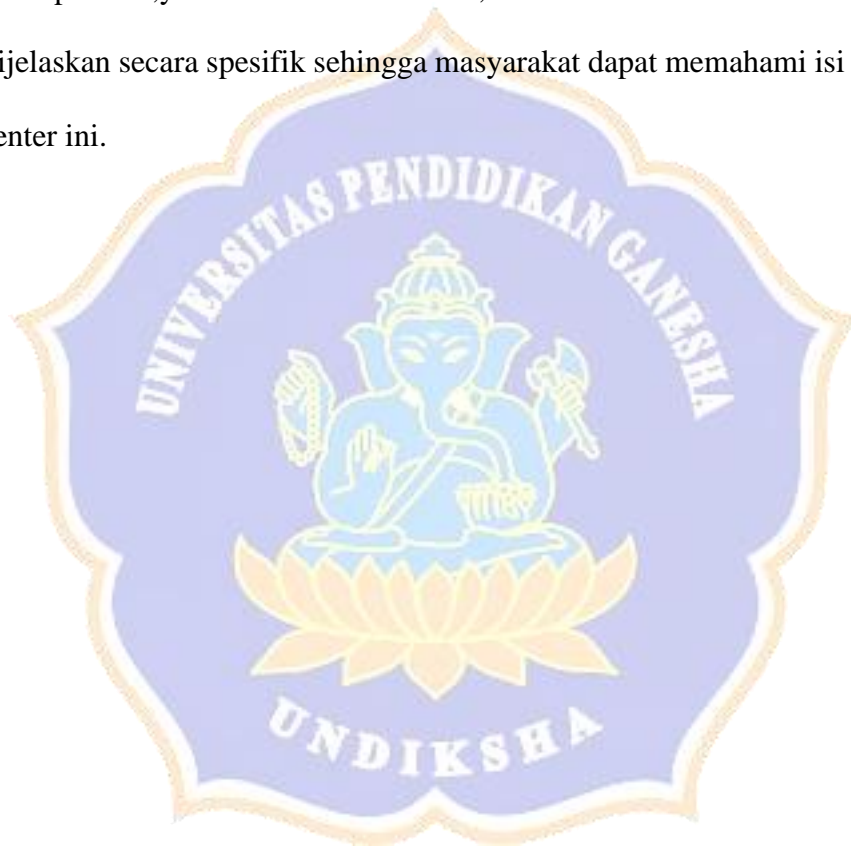 ijelaskan secara spesifik sehingga masyarakat dapat memahami isi
enter ini.
UNIVERSITAS PENDIDIKAN GANESHA
UNDIKSHA